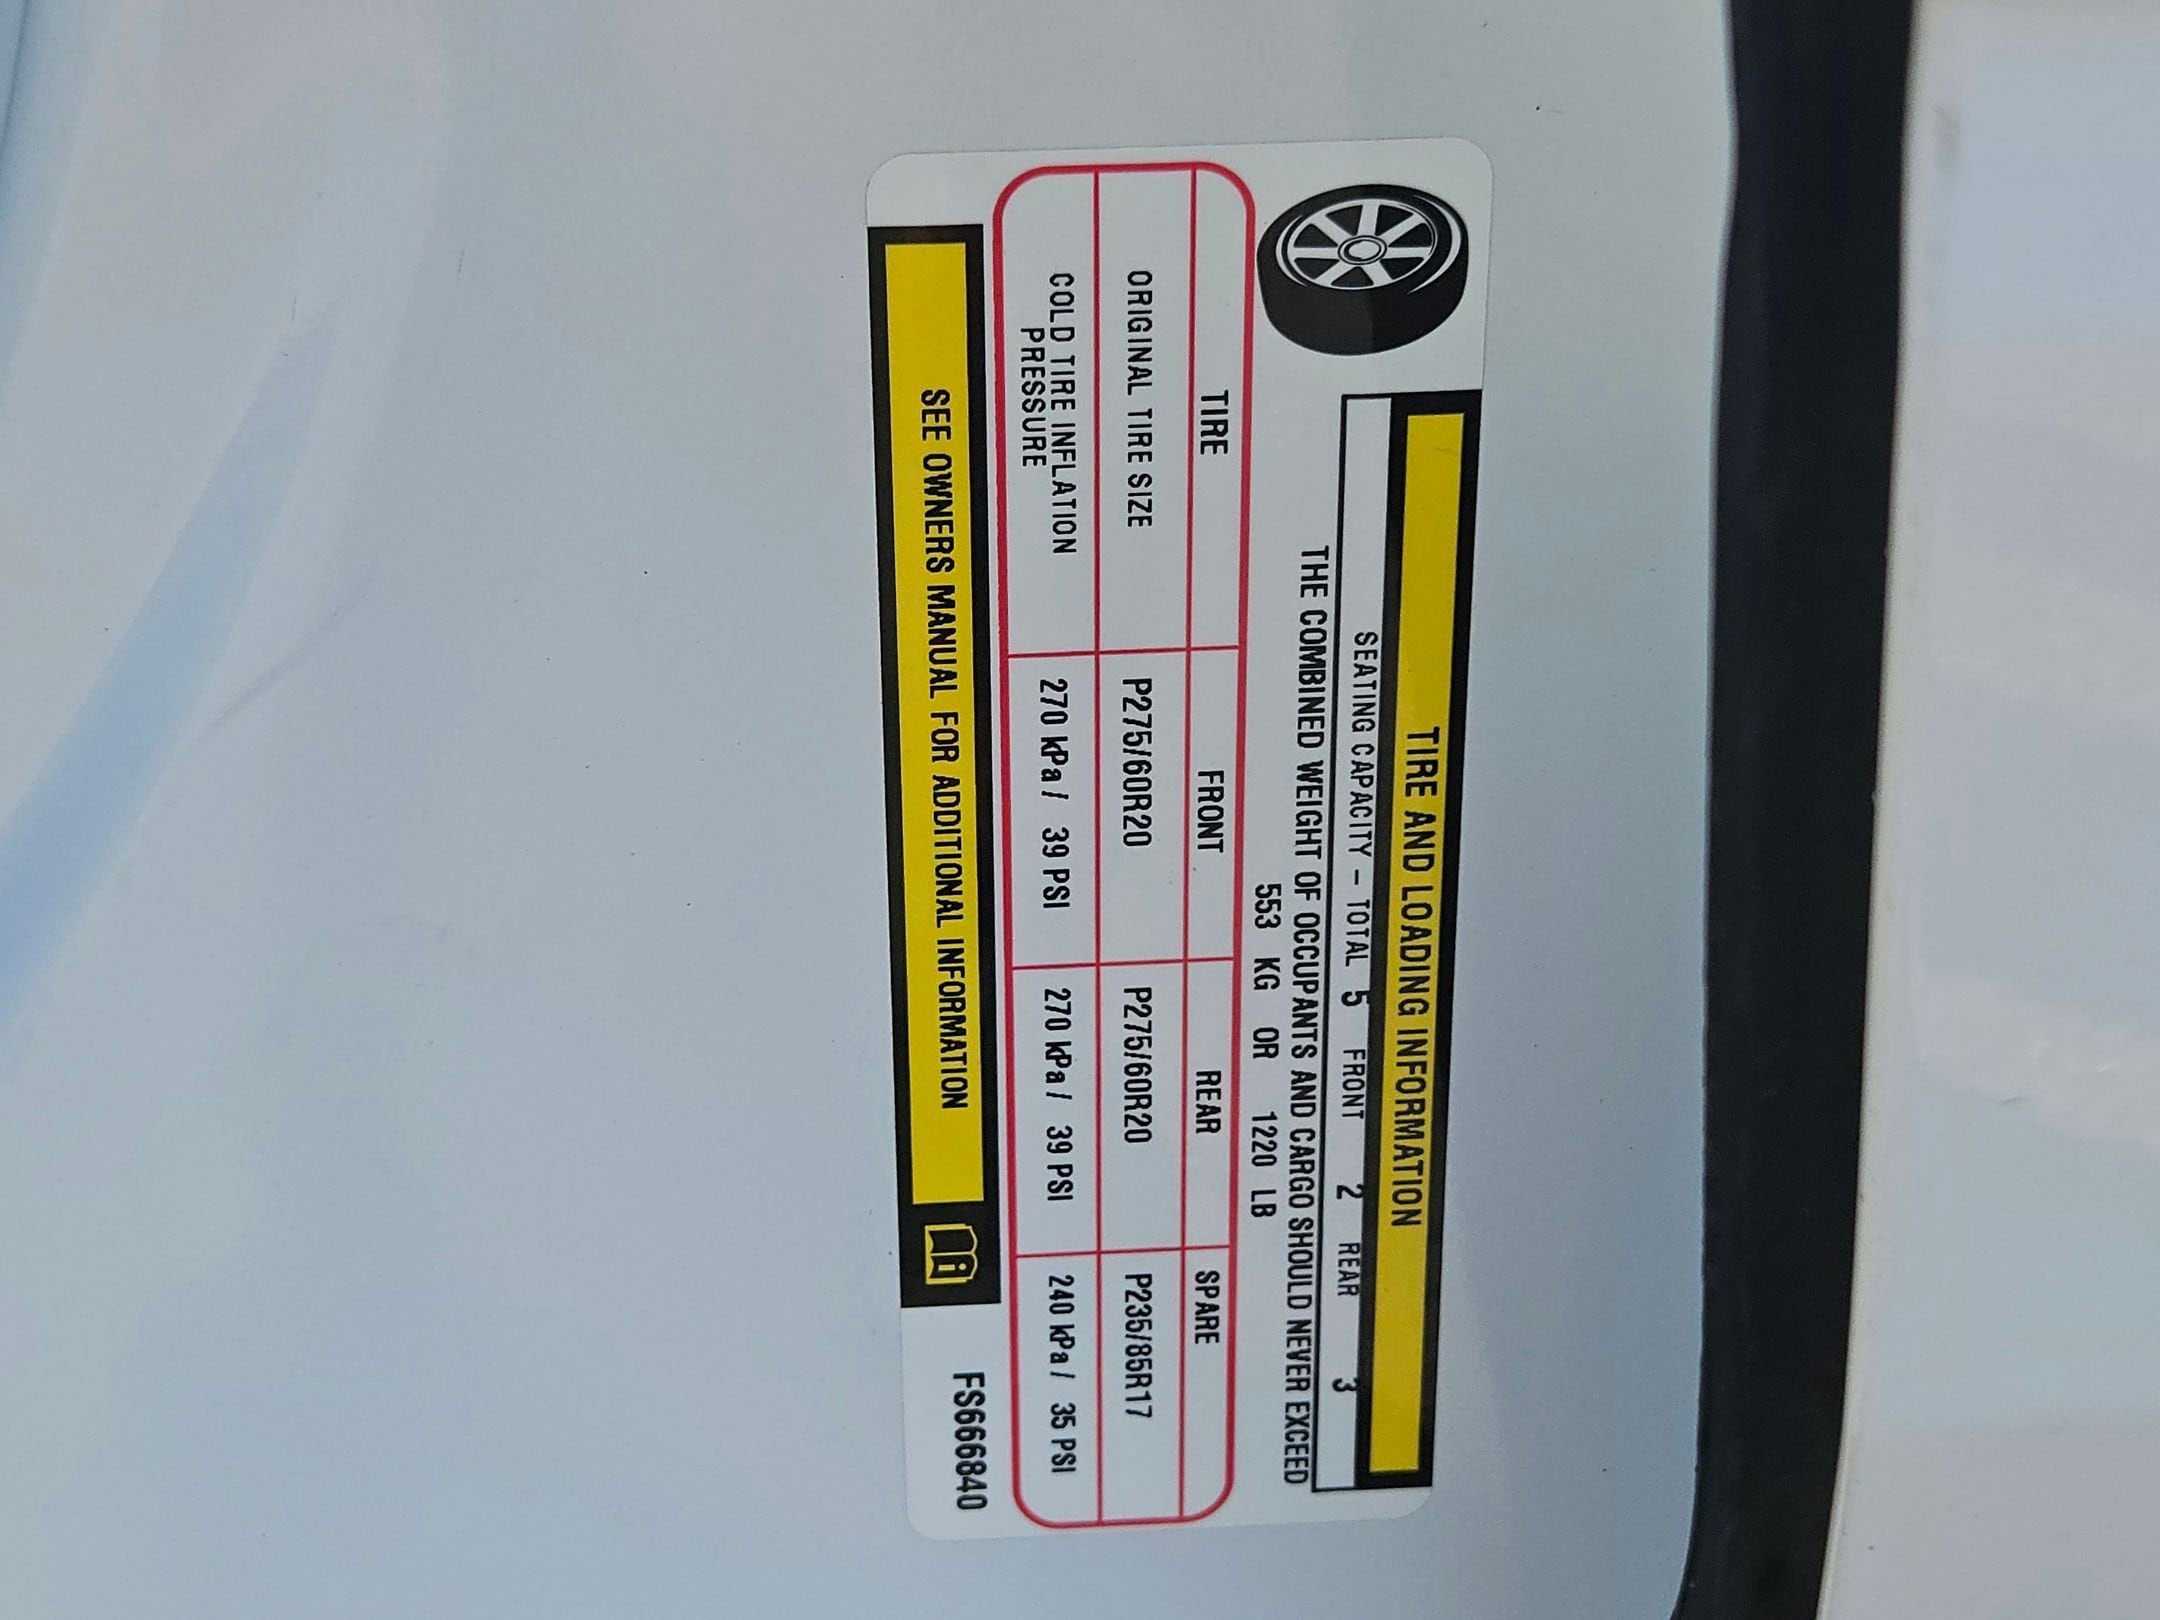 TIRE AND LOADING INFORMATION
SEATING CAPACITY – TOTAL 5 FRONT 2 REAR 3
THE COMBINED WEIGHT OF OCCUPANTS AND CARGO SHOULD NEVER EXCEED
553 KG OR 1220 LB
TIRE FRONT REAR SPARE
ORIGINAL TIRE SIZE P275/60R20 P275/60R20 P235/85R17
COLD TIRE INFLATION
PRESSURE 270 kPa / 39 PSI 270 kPa / 39 PSI 240 kPa / 35 PSI
SEE OWNERS MANUAL FOR ADDITIONAL INFORMATION
FS666840